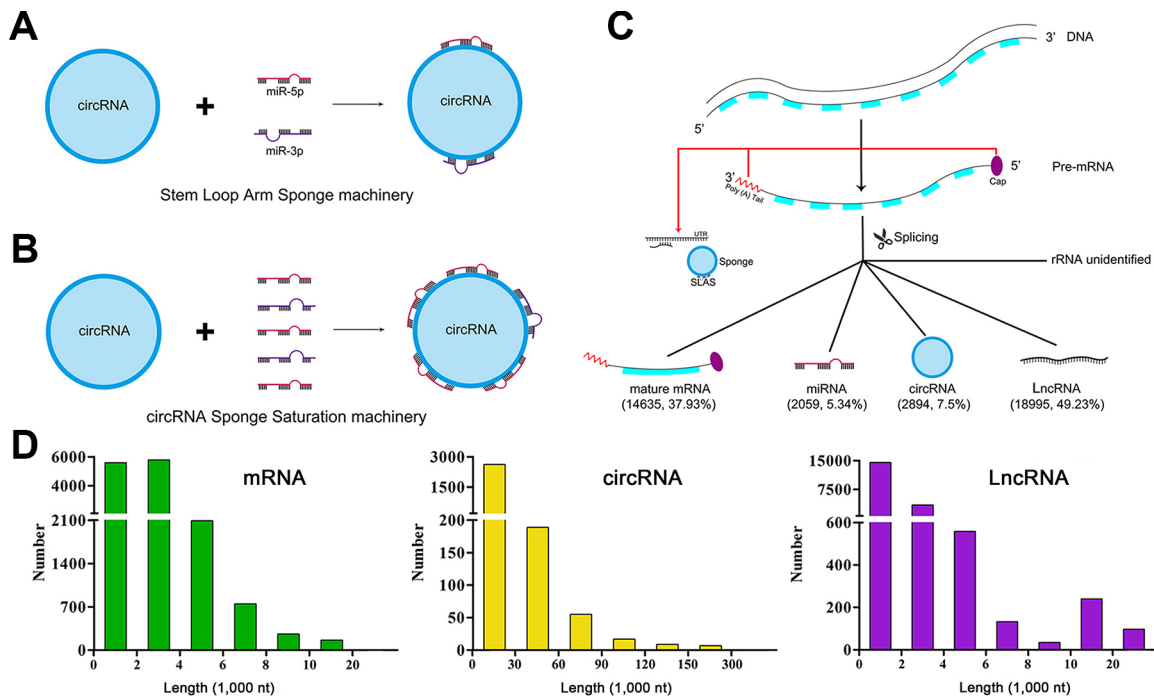 A
circRNA
+
miR-5p
miR-3p
circRNA
Stem Loop Arm Sponge machinery
B
circRNA
+
circRNA
circRNA Sponge Saturation machinery
C
3' DNA
5'
3'
Poly (A) Tail
5'
Cap
Pre-mRNA
Splicing
UTR
Sponge
SLAS
rRNA unidentified
mature mRNA
(14635, 37.93%)
miRNA
(2059, 5.34%)
circRNA
(2894, 7.5%)
LncRNA
(18995, 49.23%)
D
mRNA
Number
6000
4000
2100
1400
700
0
0 2 4 6 8 10 20
Length (1,000 nt)
circRNA
Number
3000
2000
1000
200
150
100
50
0
0 30 60 90 120 150 300
Length (1,000 nt)
LncRNA
Number
15000
7500
600
400
200
0
0 2 4 6 8 10 20
Length (1,000 nt)